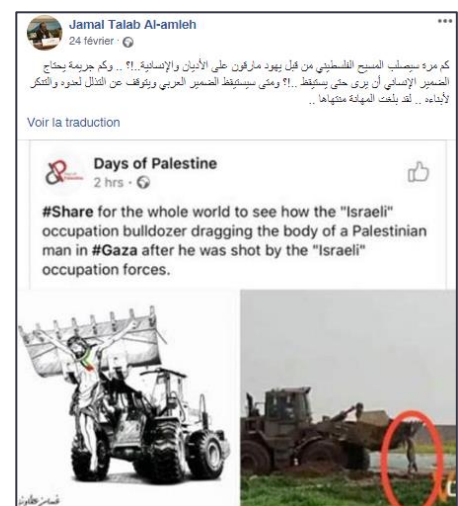 Jamal Talab Al-amleh
24 février
كم مرة سيصلب المسيح الفلسطيني من قبل يهود مارقون على الأديان والإنسانية..!؟ .. وكم جريمة يحتاج
الضمير الإنساني أن يرى حتى يستيقظ ..!؟ ومتى سيستيقظ الضمير العربي ويتوقف عن التذلل لعدوه والتنكر
لأبناءه .. لقد بلغت المهانة منتهاها ..
Voir la traduction
Days of Palestine
2 hrs
#Share for the whole world to see how the "Israeli"
occupation bulldozer dragging the body of a Palestinian
man in #Gaza after he was shot by the "Israeli"
occupation forces.